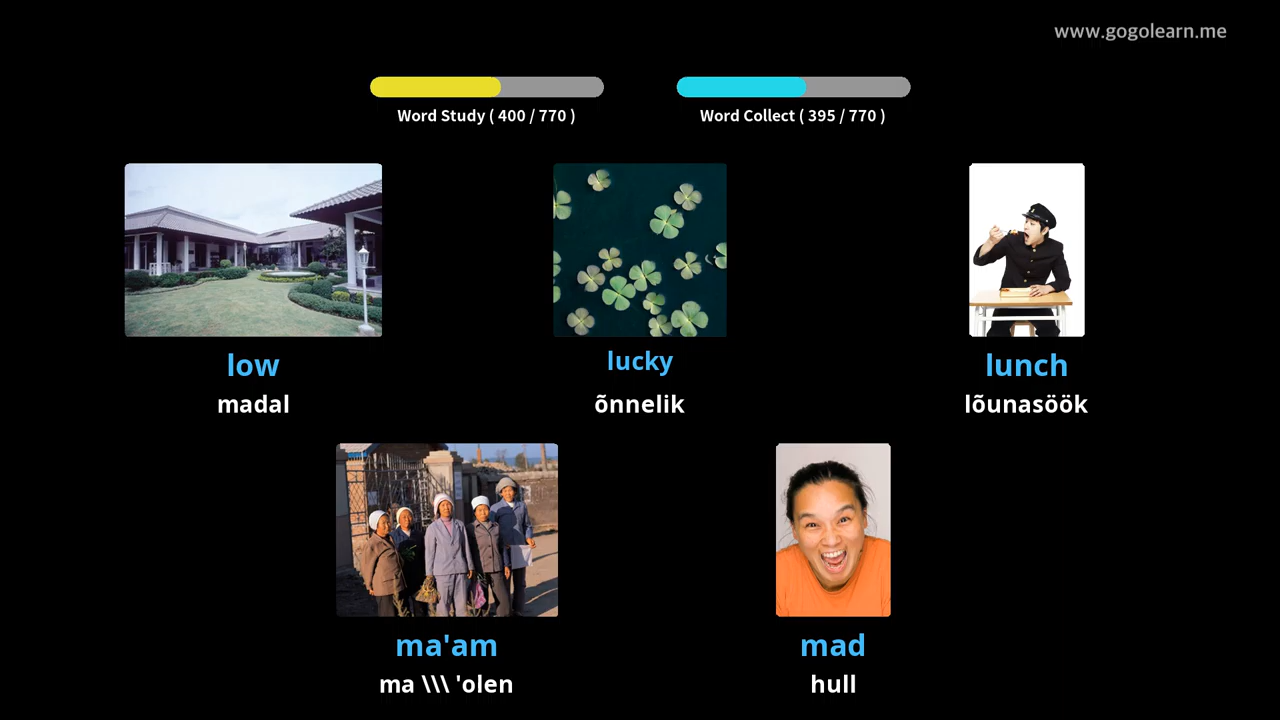 www.gogolearn.me
Word Study ( 400 / 770 )
Word Collect ( 395 / 770 )
low
madal
lucky
õnnelik
lunch
lõunasöök
ma'am
ma \\\ 'olen
mad
hull